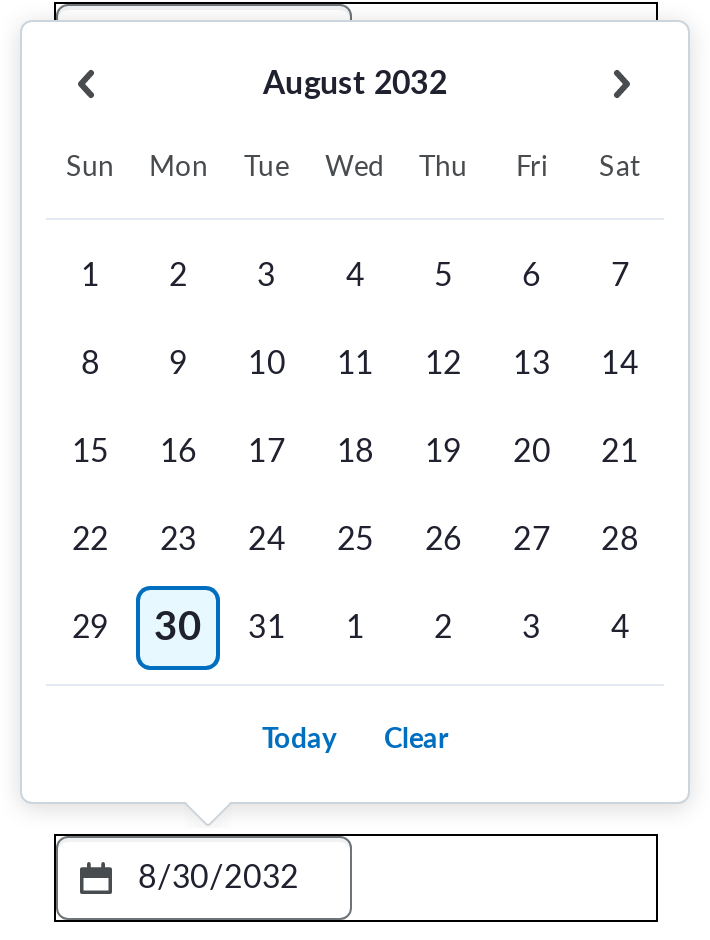 August 2032
Sun Mon Tue Wed Thu Fri Sat
1 2 3 4 5 6 7
8 9 10 11 12 13 14
15 16 17 18 19 20 21
22 23 24 25 26 27 28
29 30 31 1 2 3 4
Today Clear
8/30/2032